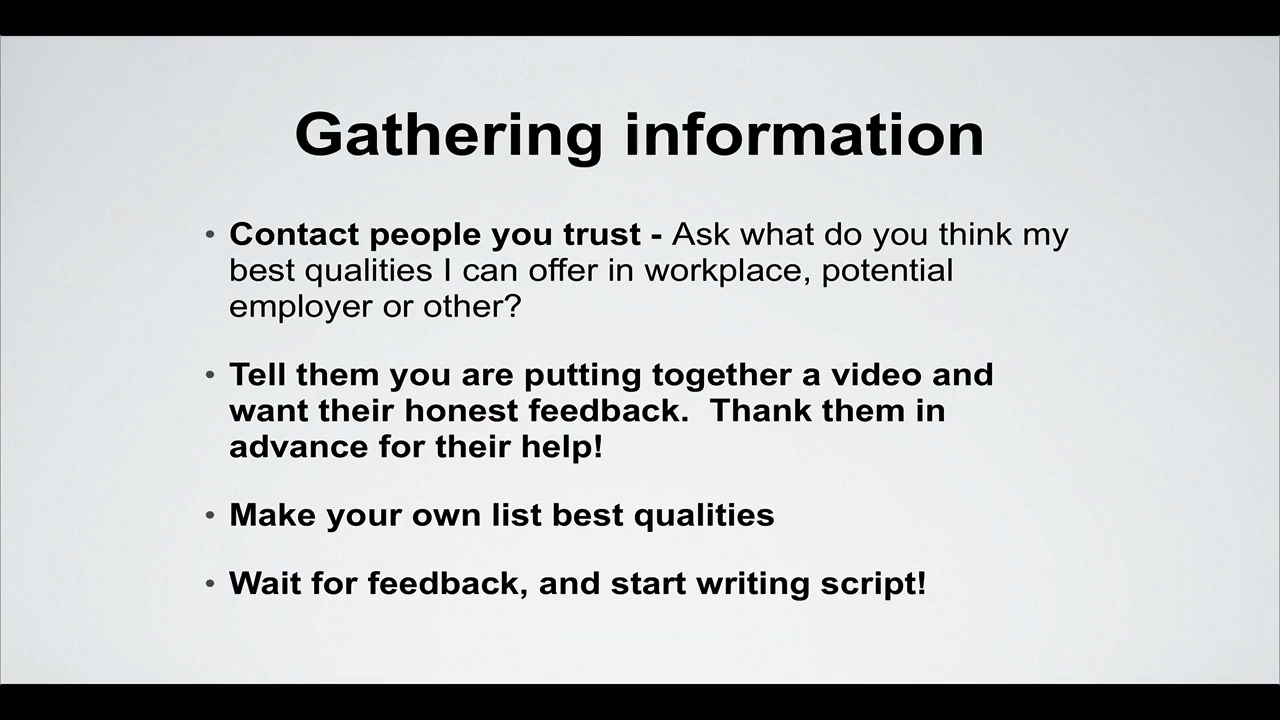 Gathering information
• Contact people you trust - Ask what do you think my
best qualities I can offer in workplace, potential
employer or other?
• Tell them you are putting together a video and
want their honest feedback.  Thank them in
advance for their help!
• Make your own list best qualities
• Wait for feedback, and start writing script!